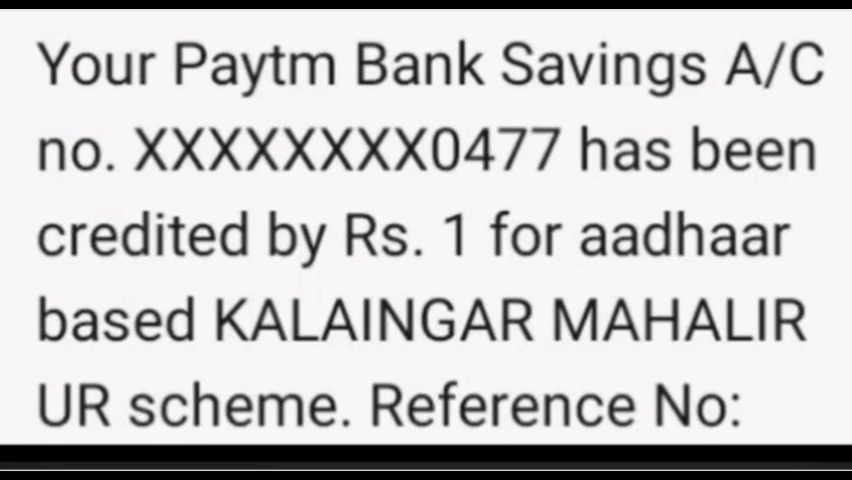 Your Paytm Bank Savings A/C
no. XXXXXXXX0477 has been
credited by Rs. 1 for aadhaar
based KALAINGAR MAHALIR
UR scheme. Reference No: